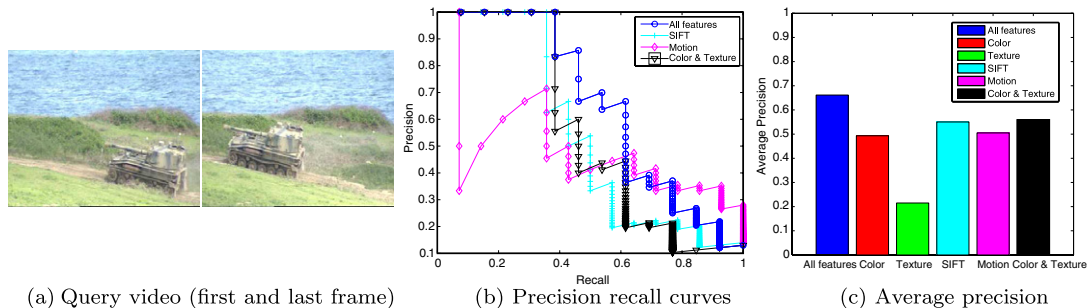 1
0.9
0.8
0.7
0.6
0.5
0.4
0.3
0.2
0.1
Precision
0 0.2 0.4 0.6 0.8 1
Recall
All features
SIFT
Motion
Color & Texture
1
0.9
0.8
0.7
0.6
0.5
0.4
0.3
0.2
0.1
0
Average Precision
All features
Color
Texture
SIFT
Motion
Color & Texture
All features Color Texture SIFT Motion Color & Texture
(a) Query video (first and last frame)
(b) Precision recall curves
(c) Average precision